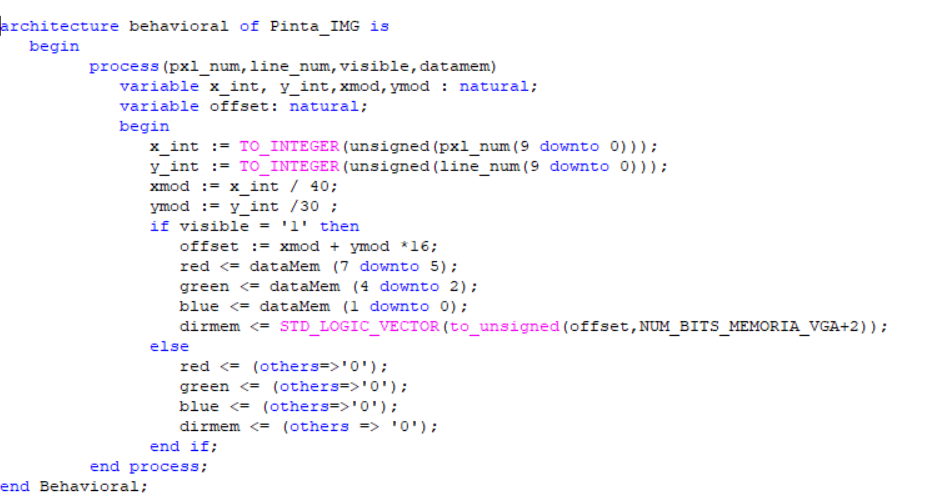 architecture behavioral of Pinta_IMG is
begin
process(pxl_num,line_num,visible,datamem)
variable x_int, y_int,xmod,ymod : natural;
variable offset: natural;
begin
x_int := TO_INTEGER(unsigned(pxl_num(9 downto 0)));
y_int := TO_INTEGER(unsigned(line_num(9 downto 0)));
xmod := x_int / 40;
ymod := y_int /30 ;
if visible = '1' then
offset := xmod + ymod *16;
red <= dataMem (7 downto 5);
green <= dataMem (4 downto 2);
blue <= dataMem (1 downto 0);
dirmem <= STD_LOGIC_VECTOR(to_unsigned(offset,NUM_BITS_MEMORIA_VGA+2));
else
red <= (others=>'0');
green <= (others=>'0');
blue <= (others=>'0');
dirmem <= (others => '0');
end if;
end process;
end Behavioral;